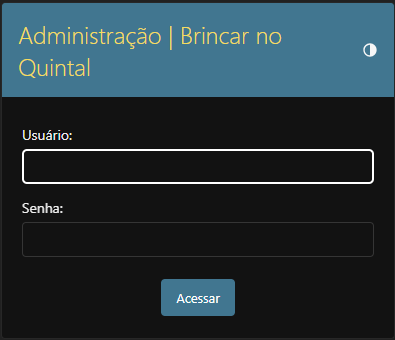 Administração | Brincar no
Quintal
Usuário:
Senha:
Acessar